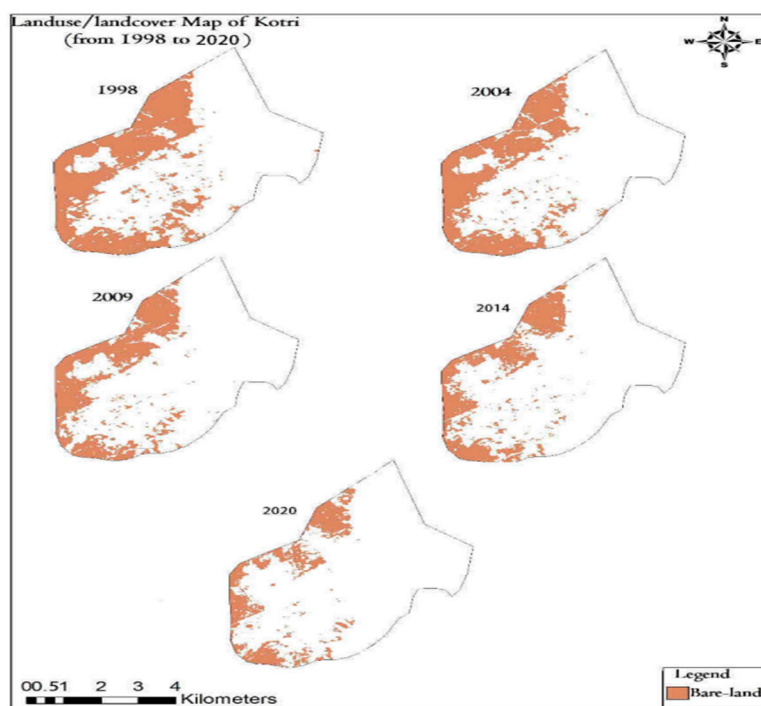 Landuse/landcover Map of Kotri
(from 1998 to 2020)
N
W E
S
1998
2004
2009
2014
2020
00.51 2 3 4
Kilometers
Legend
Bare-land